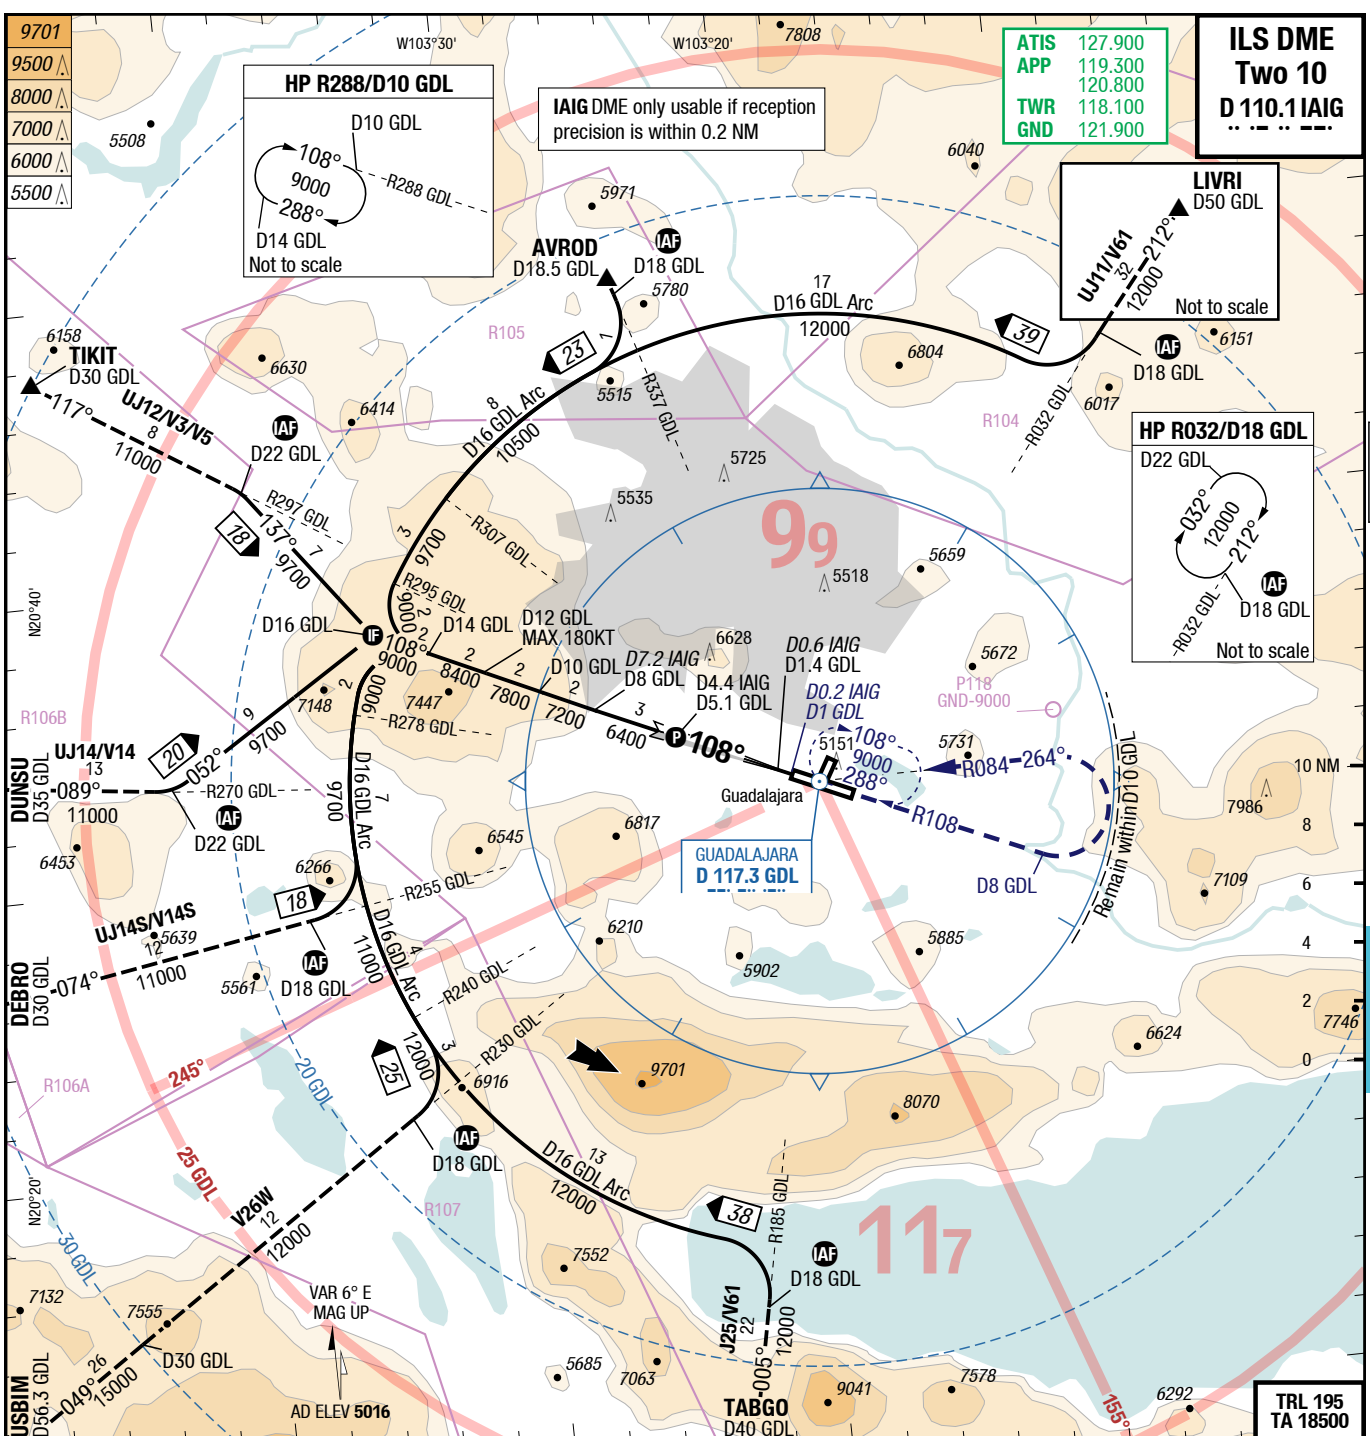 9701
9500
8000
7000
6000
5500
5508
HP R288/D10 GDL
D10 GDL
108°
9000
288°
R288 GDL
D14 GDL
Not to scale
W103°30'
W103°20'
7808
IAIG DME only usable if reception
precision is within 0.2 NM
ATIS 127.900
APP 119.300
120.800
TWR 118.100
GND 121.900
ILS DME
Two 10
D 110.1 IAIG
6040
LIVRI
D50 GDL
UJ11/V61
32
212°
12000
Not to scale
5971
AVROD
D18.5 GDL
IAF
D18 GDL
5780
17
D16 GDL Arc
12000
39
IAF
D18 GDL
6151
6017
6804
R105
R104
23
1
5515
R337 GDL
R032 GDL
6158
TIKIT
D30 GDL
117°
UJ12/V3/V5
8
11000
6630
6414
IAF
D22 GDL
8
D16 GDL Arc
10500
HP R032/D18 GDL
D22 GDL
032°
12000
212°
IAF
D18 GDL
R032 GDL
Not to scale
5725
5535
99
5518
5659
R297 GDL
18
137°
7
9700
3
9700
R307 GDL
R295 GDL
9000
2
N20°40'
D16 GDL
IF
108°
9000
2
D14 GDL
D12 GDL
MAX 180KT
2
8400
2
7800
D10 GDL
2
7200
D7.2 IAIG
D8 GDL
3
6400
6628
D4.4 IAIG
D5.1 GDL
P
108°
D0.6 IAIG
D1.4 GDL
D0.2 IAIG
D1 GDL
5151
108°
9000
288°
5672
P118
GND-9000
5731
R084
264°
R108
D8 GDL
Remain within D10 GDL
Guadalajara
GUADALAJARA
D 117.3 GDL
7148
7447
2
9000
R278 GDL
R106B
UJ14/V14
13
089°
11000
DUNSU
D35 GDL
20
052°
9
9700
R270 GDL
IAF
D22 GDL
D16 GDL Arc
7
9700
6453
6266
6545
6817
R255 GDL
18
UJ14S/V14S
12
5639
074°
11000
DEBRO
D30 GDL
IAF
D18 GDL
5561
D16 GDL Arc
4
11000
R240 GDL
6210
5902
5885
10 NM
8
6
4
2
0
7986
7109
7746
6624
R230 GDL
12000
3
25
6916
9701
8070
R106A
245°
20 GDL
25 GDL
30 GDL
IAF
D18 GDL
R107
13
D16 GDL Arc
12000
38
R185 GDL
IAF
D18 GDL
117
N20°20'
V26W
12
12000
7552
7132
7555
D30 GDL
26
049°
15000
USBIM
D56.3 GDL
VAR 6° E
MAG UP
AD ELEV 5016
5685
7063
J25/V61
22
12000
005°
TABGO
D40 GDL
9041
7578
155°
6292
TRL 195
TA 18500